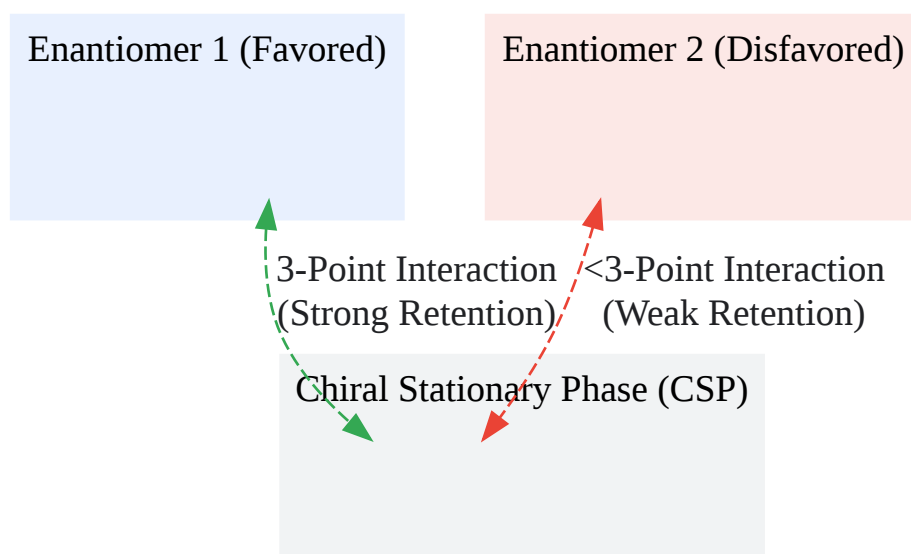 Enantiomer 1 (Favored)
Enantiomer 2 (Disfavored)
3-Point Interaction
(Strong Retention)
<3-Point Interaction
(Weak Retention)
Chiral Stationary Phase (CSP)